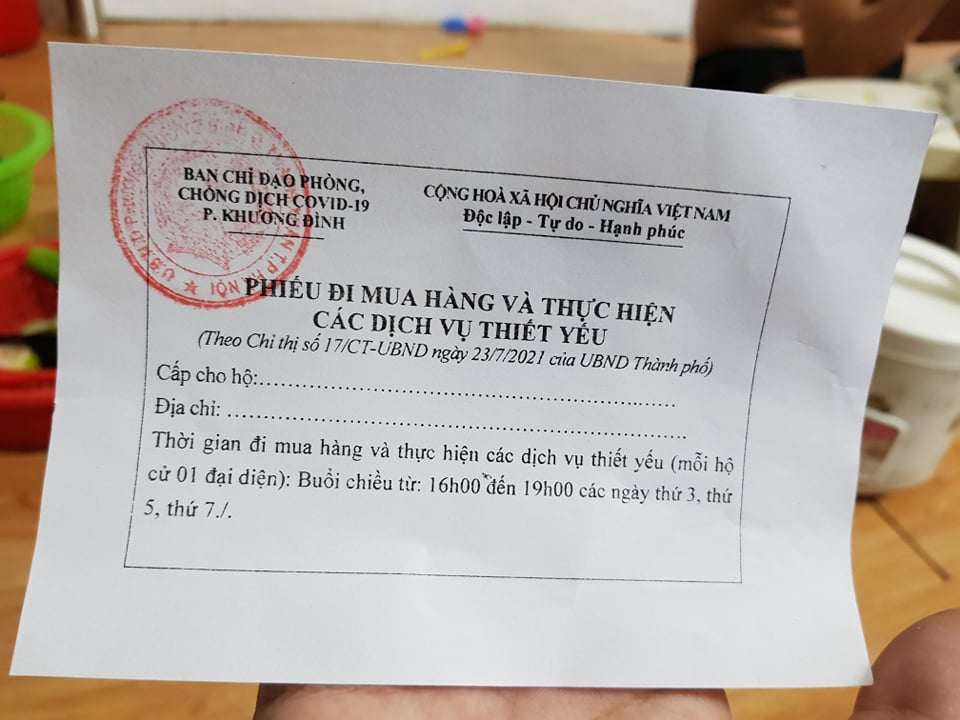 BAN CHỈ ĐẠO PHÒNG,
CHỐNG DỊCH COVID-19
P. KHƯƠNG ĐÌNH
CỘNG HOÀ XÃ HỘI CHỦ NGHĨA VIỆT NAM
Độc lập - Tự do - Hạnh phúc
PHIẾU ĐI MUA HÀNG VÀ THỰC HIỆN
CÁC DỊCH VỤ THIẾT YẾU
(Theo Chỉ thị số 17/CT-UBND ngày 23/7/2021 của UBND Thành phố)
Cấp cho hộ:..............................................................
Địa chỉ: ..................................................................
Thời gian đi mua hàng và thực hiện các dịch vụ thiết yếu (mỗi hộ
cử 01 đại diện): Buổi chiều từ: 16h00 đến 19h00 các ngày thứ 3, thứ
5, thứ 7./.